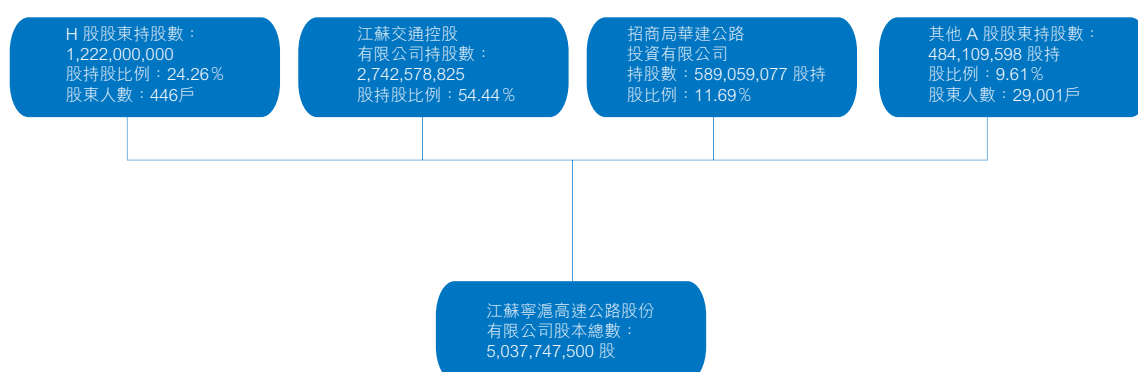 H 股股東持股數：
1,222,000,000
股持股比例：24.26%
股東人數：446戶
江蘇交通控股
有限公司持股數：
2,742,578,825
股持股比例：54.44%
招商局華建公路
投資有限公司
持股數：589,059,077 股持
股比例：11.69%
其他 A 股股東持股數：
484,109,598 股持
股比例：9.61%
股東人數：29,001戶
江蘇寧滬高速公路股份
有限公司股本總數：
5,037,747,500 股